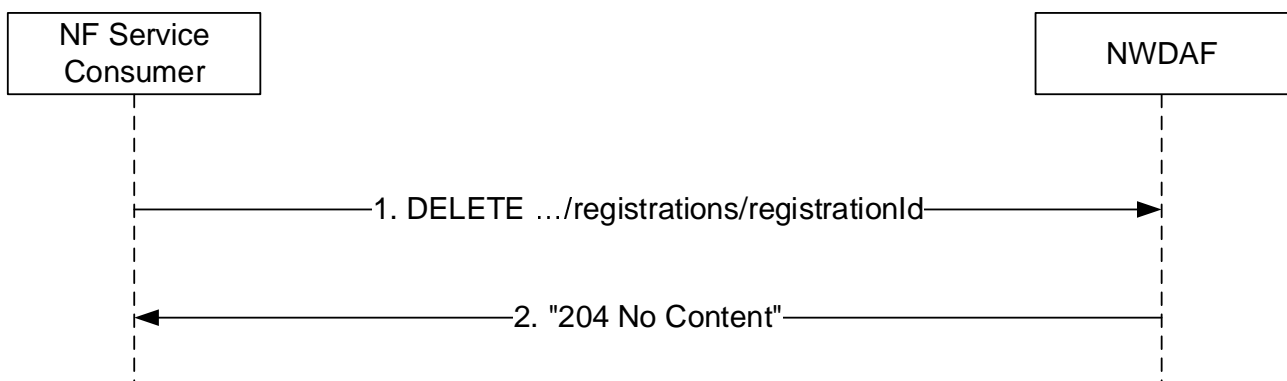 NF Service
Consumer
NWDAF
1. DELETE …/registrations/registrationId
2. "204 No Content"